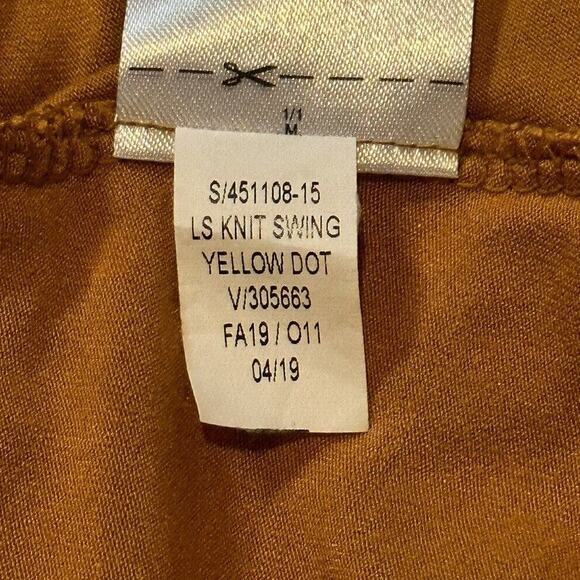 1/1
M
S/451108-15
LS KNIT SWING
YELLOW DOT
V/305663
FA19 / O11
04/19